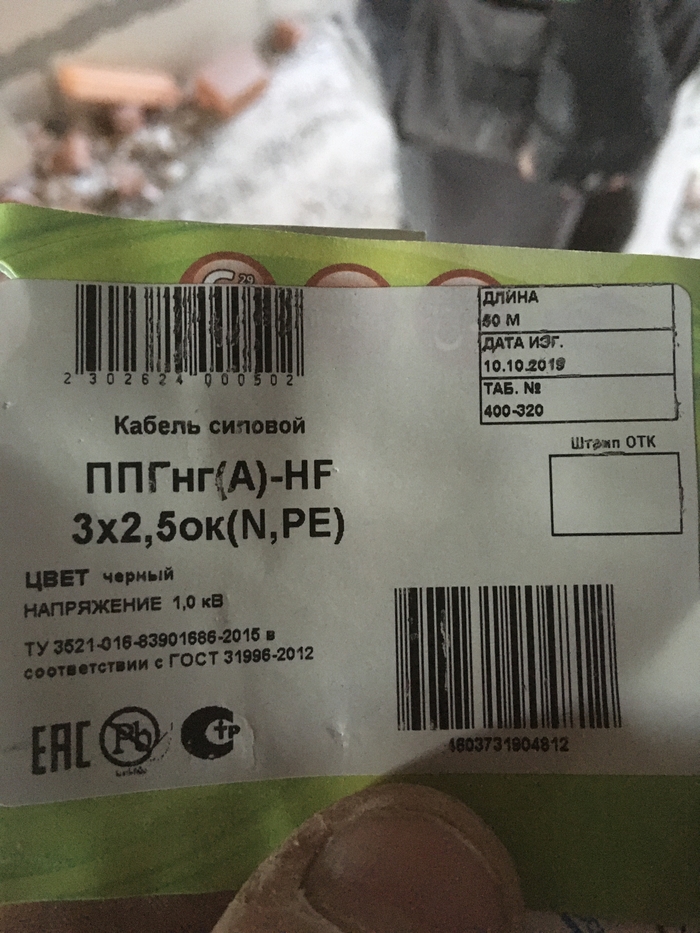 2 302624 000502
ДЛИНА
50 М
ДАТА ИЗГ.
10.10.2019
ТАБ. №
400-320
Кабель силовой
ППГнг(А)-HF
3х2,5ок(N,PE)
Штамп ОТК
ЦВЕТ черный
НАПРЯЖЕНИЕ 1,0 кВ
ТУ 3521-016-83901686-2015 в
соответствии с ГОСТ 31996-2012
ЕАС
Pb
С тр
4603731904812